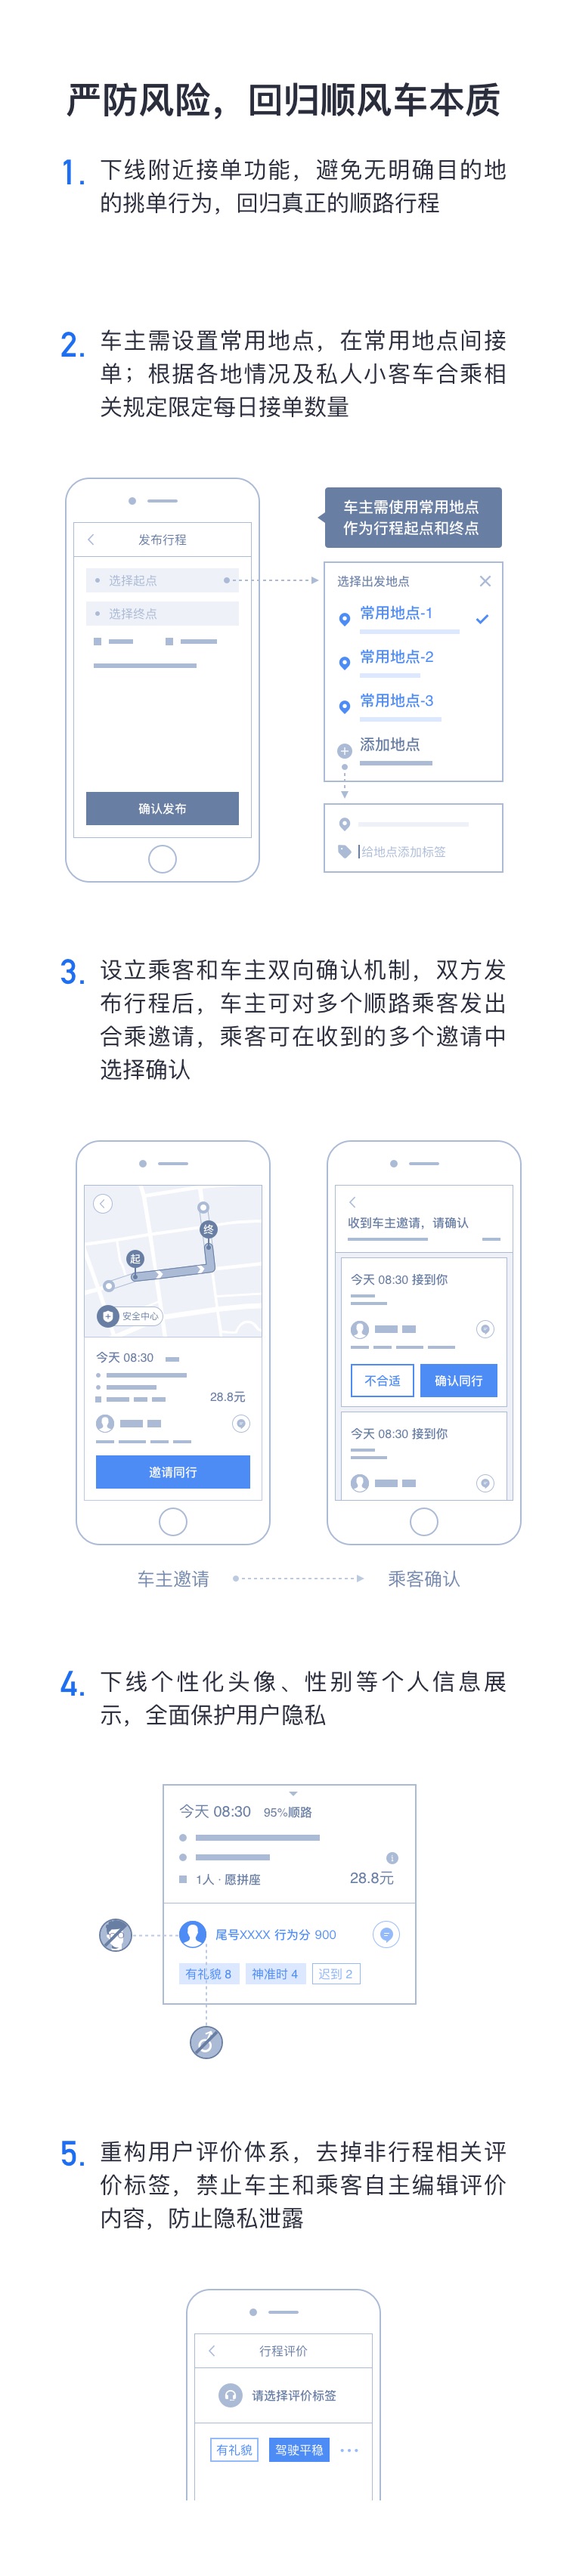 严防风险，回归顺风车本质
1. 下线附近接单功能，避免无明确目的地
的挑单行为，回归真正的顺路行程
2. 车主需设置常用地点，在常用地点间接
单；根据各地情况及私人小客车合乘相
关规定限定每日接单数量
发布行程
选择起点
选择终点
确认发布
车主需使用常用地点
作为行程起点和终点
选择出发地点
常用地点-1
常用地点-2
常用地点-3
添加地点
给地点添加标签
3. 设立乘客和车主双向确认机制，双方发
布行程后，车主可对多个顺路乘客发出
合乘邀请，乘客可在收到的多个邀请中
选择确认
终
起
安全中心
今天 08:30
28.8元
邀请同行
收到车主邀请，请确认
今天 08:30 接到你
不合适 确认同行
今天 08:30 接到你
车主邀请 乘客确认
4. 下线个性化头像、性别等个人信息展
示，全面保护用户隐私
今天 08:30 95%顺路
1人 · 愿拼座 28.8元
尾号XXXX 行为分 900
有礼貌 8 神准时 4 迟到 2
5. 重构用户评价体系，去掉非行程相关评
价标签，禁止车主和乘客自主编辑评价
内容，防止隐私泄露
行程评价
请选择评价标签
有礼貌 驾驶平稳